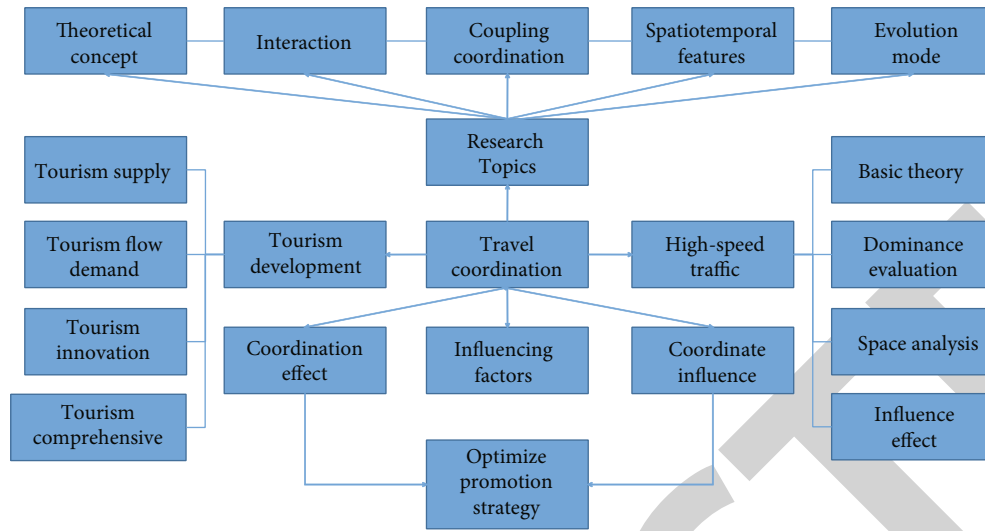 Theoretical
concept
Interaction
Coupling
coordination
Spatiotemporal
features
Evolution
mode
Research
Topics
Tourism supply
Basic theory
Tourism flow
demand
Tourism
development
Travel
coordination
High-speed
traffic
Dominance
evaluation
Tourism
innovation
Coordination
effect
Influencing
factors
Coordinate
influence
Space analysis
Tourism
comprehensive
Influence
effect
Optimize
promotion
strategy